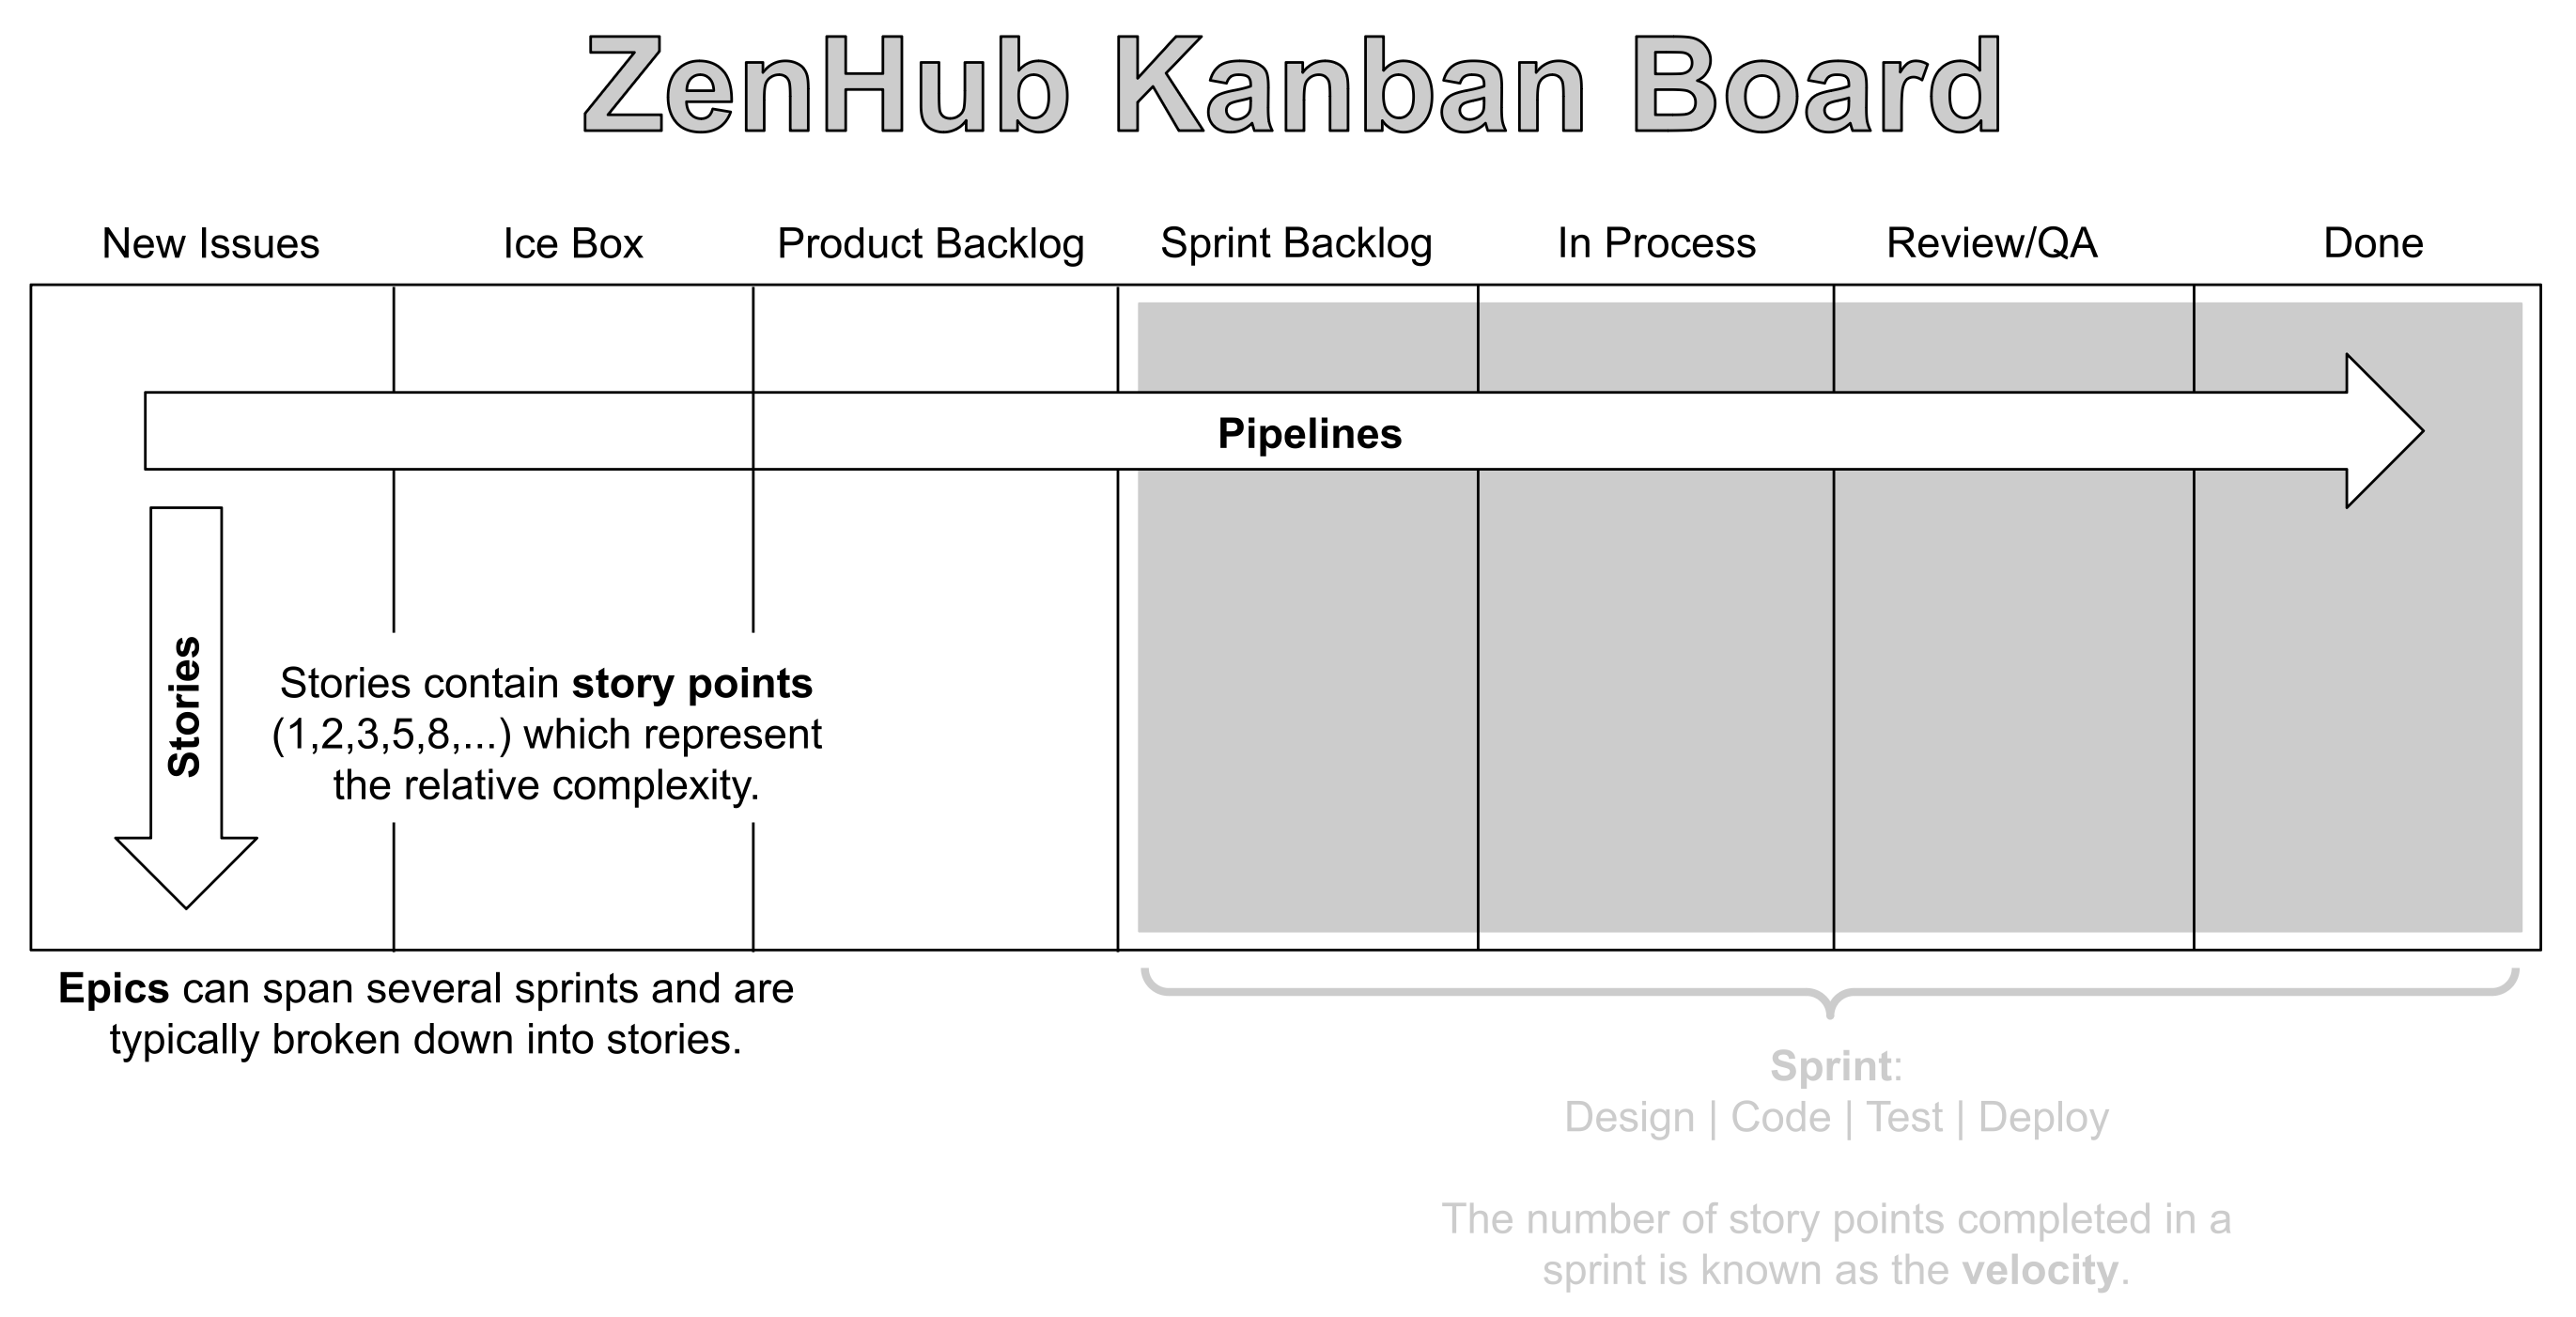 ZenHub Kanban Board
New Issues
Ice Box
Product Backlog
Sprint Backlog
In Process
Review/QA
Done
Pipelines
Stories
Stories contain story points
(1,2,3,5,8,...) which represent
the relative complexity.
Epics can span several sprints and are
typically broken down into stories.
Sprint:
Design | Code | Test | Deploy
The number of story points completed in a
sprint is known as the velocity.